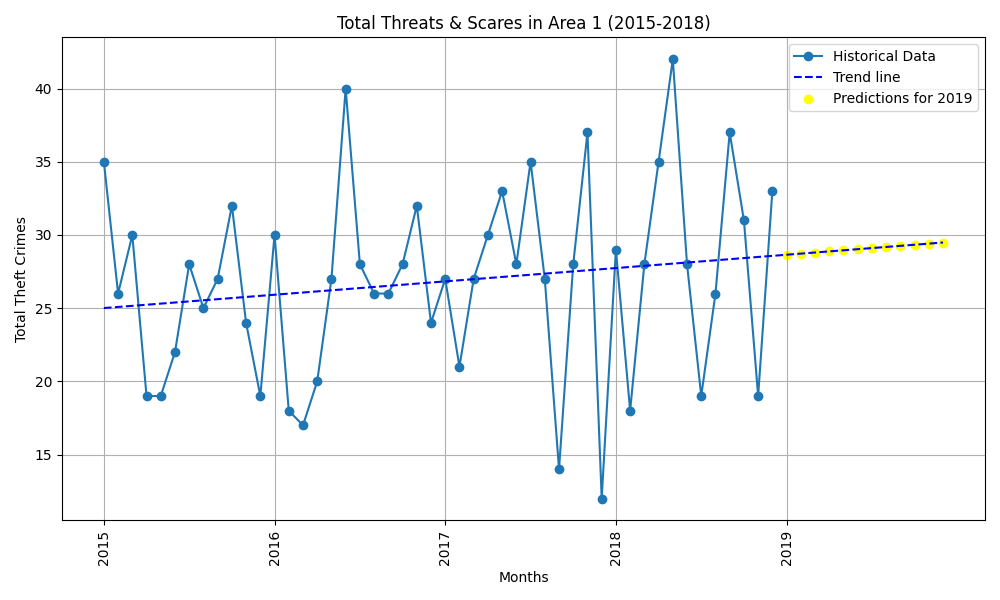 Total Threats & Scares in Area 1 (2015-2018)
Historical Data
Trend line
Predictions for 2019
Total Theft Crimes
40
35
30
25
20
15
2015
2016
2017
2018
2019
Months